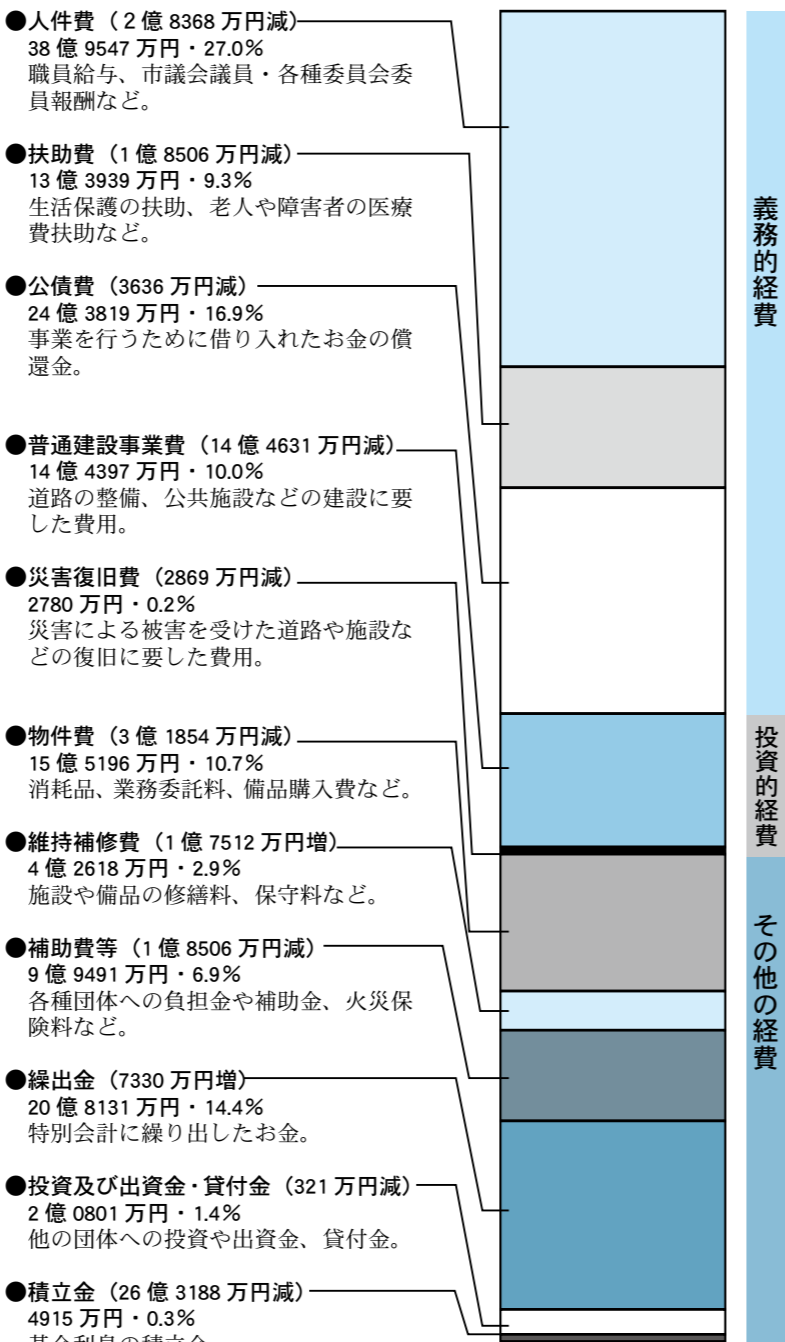 ●人件費（2億8368万円減）
38億9547万円・27.0％
職員給与、市議会議員・各種委員会委
員報酬など。
●扶助費（1億8506万円減）
13億3939万円・9.3％
生活保護の扶助、老人や障害者の医療
費扶助など。
●公債費（3636万円減）
24億3819万円・16.9％
事業を行うために借り入れたお金の償
還金。
●普通建設事業費（14億4631万円減）
14億4397万円・10.0％
道路の整備、公共施設などの建設に要
した費用。
●災害復旧費（2869万円減）
2780万円・0.2％
災害による被害を受けた道路や施設な
どの復旧に要した費用。
●物件費（3億1854万円減）
15億5196万円・10.7％
消耗品、業務委託料、備品購入費など。
●維持補修費（1億7512万円増）
4億2618万円・2.9％
施設や備品の修繕料、保守料など。
●補助費等（1億8506万円減）
9億9491万円・6.9％
各種団体への負担金や補助金、火災保
険料など。
●繰出金（7330万円増）
20億8131万円・14.4％
特別会計に繰り出したお金。
●投資及び出資金・貸付金（321万円減）
2億0801万円・1.4％
他の団体への投資や出資金、貸付金。
●積立金（26億3188万円減）
4915万円・0.3％
基金利息の積立金
義務的経費
投資的経費
その他の経費